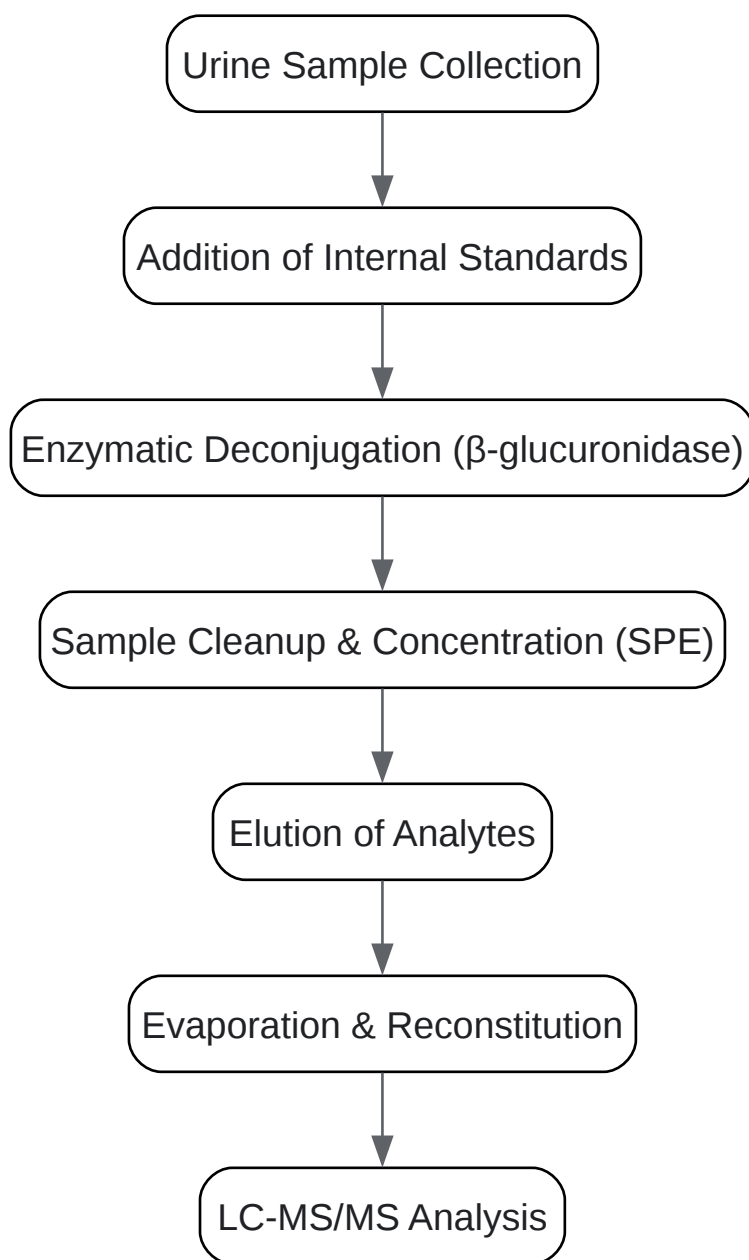 Urine Sample Collection
Addition of Internal Standards
Enzymatic Deconjugation (β-glucuronidase)
Sample Cleanup & Concentration (SPE)
Elution of Analytes
Evaporation & Reconstitution
LC-MS/MS Analysis